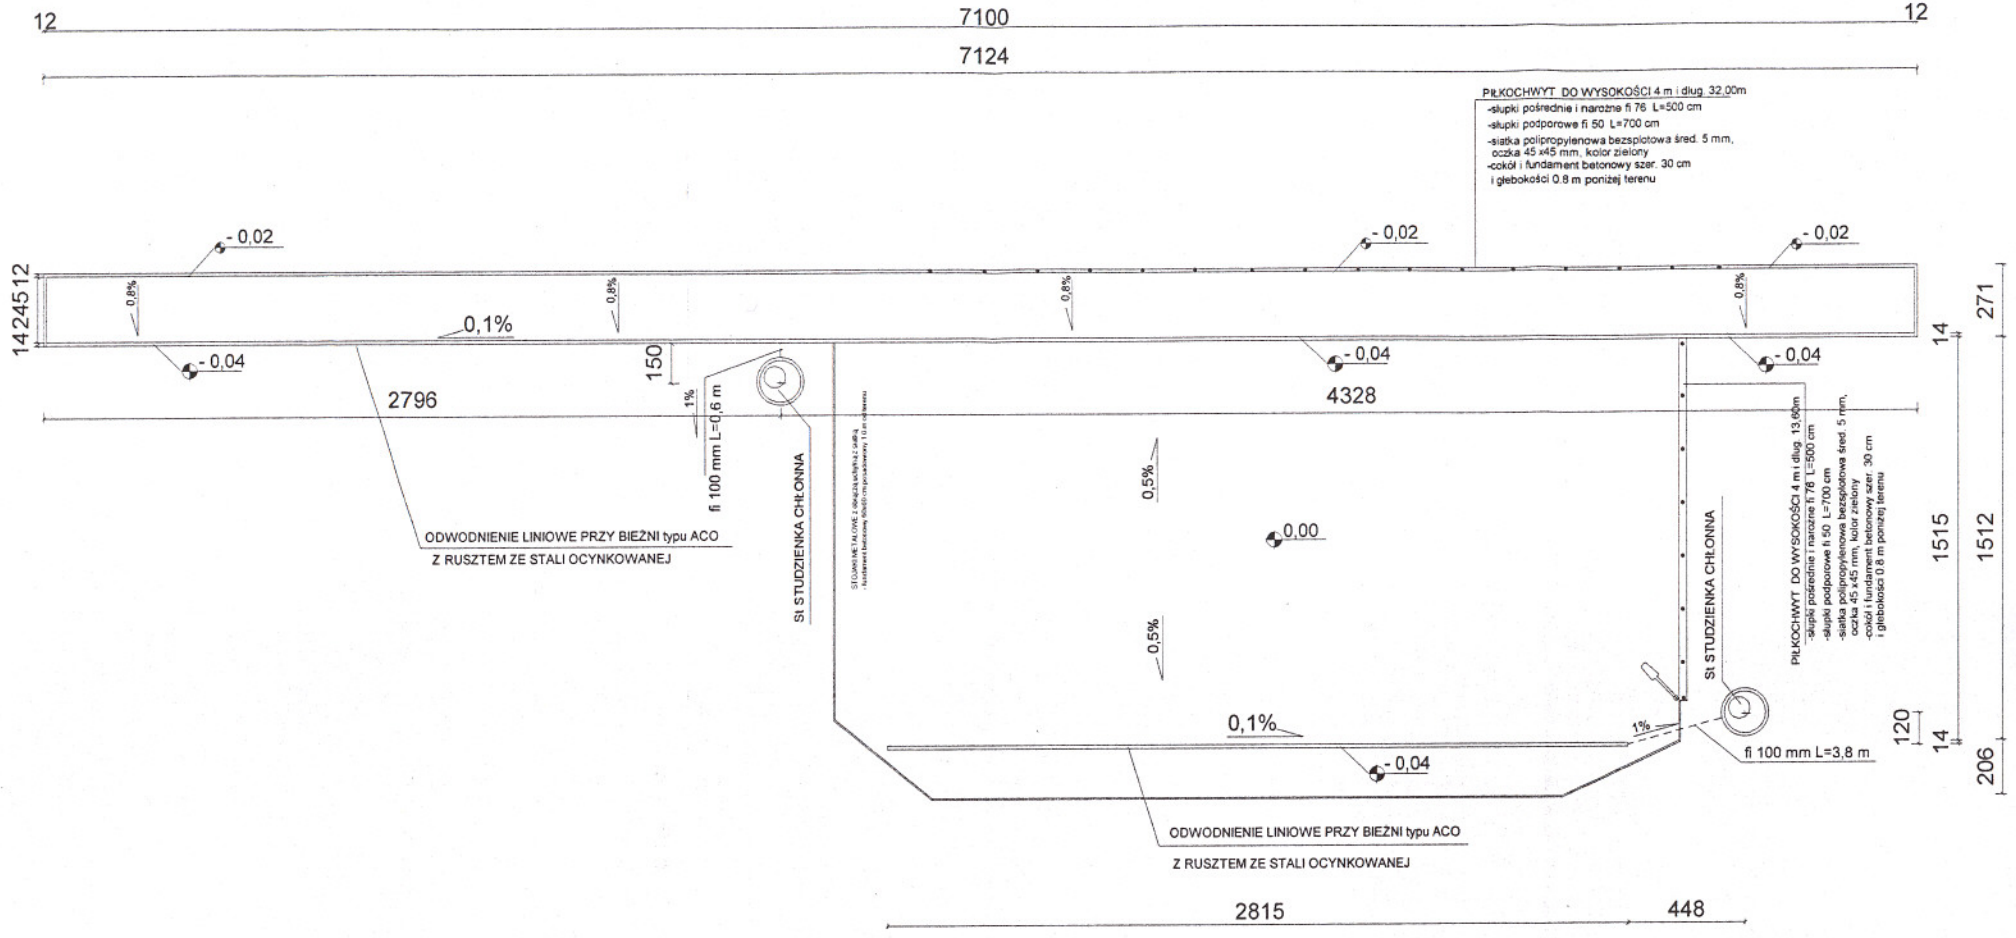 12
7100
12
7124
PIŁKOCHWYT DO WYSOKOŚCI 4 m i dług. 32,00m
-słupki pośrednie i narożne fi 76 L=500 cm
-słupki podporowe fi 50 L=700 cm
-siatka polipropylenowa bezsplotowa śred. 5 mm,
oczka 45 x45 mm, kolor zielony
-cokół i fundament betonowy szer. 30 cm
i głebokości 0.8 m poniżej terenu
- 0,02
- 0,02
- 0,02
12
245
14
0,8%
0,8%
0,8%
0,8%
271
0,1%
14
- 0,04
150
- 0,04
- 0,04
2796
4328
1%
fi 100 mm L=0,6 m
St STUDZIENKA CHŁONNA
0,5%
0,00
0,5%
ODWODNIENIE LINIOWE PRZY BIEŻNI typu ACO
Z RUSZTEM ZE STALI OCYNKOWANEJ
PIŁKOCHWYT DO WYSOKOŚCI 4 m i dług. 13,60m
-słupki pośrednie i narożne fi 76 L=500 cm
-słupki podporowe fi 50 L=700 cm
-siatka polipropylenowa bezsplotowa śred. 5 mm,
oczka 45 x45 mm, kolor zielony
-cokół i fundament betonowy szer. 30 cm
i głebokości 0.8 m poniżej terenu
St STUDZIENKA CHŁONNA
1515
1512
0,1%
1%
120
14
206
fi 100 mm L=3,8 m
- 0,04
ODWODNIENIE LINIOWE PRZY BIEŻNI typu ACO
Z RUSZTEM ZE STALI OCYNKOWANEJ
2815
448